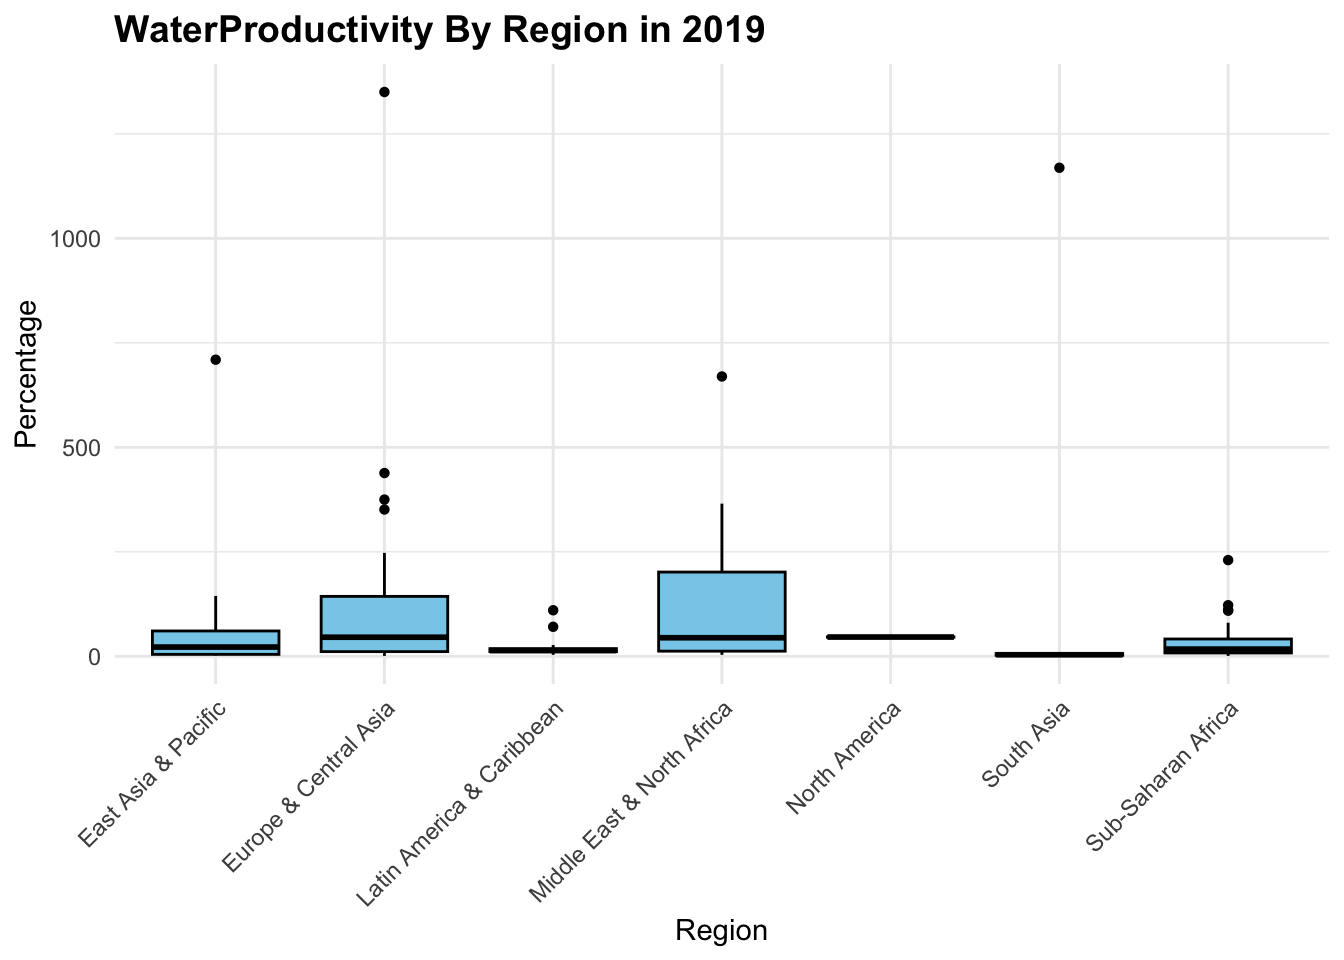 WaterProductivity By Region in 2019
Percentage
1000
500
0
East Asia & Pacific
Europe & Central Asia
Latin America & Caribbean
Middle East & North Africa
North America
South Asia
Sub-Saharan Africa
Region